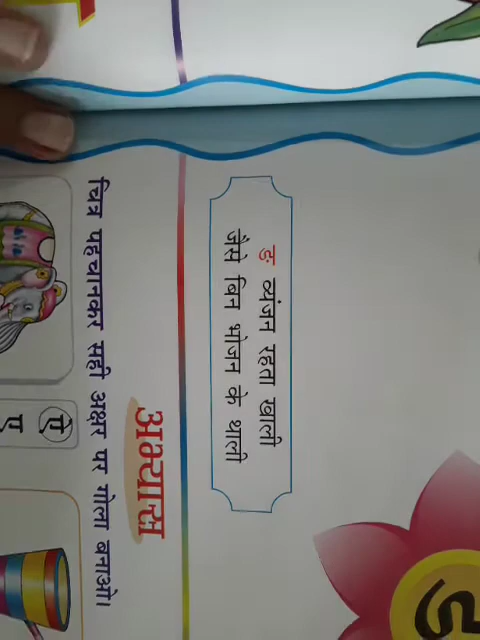 ङ
ङ व्यंजन रहता खाली
जैसे बिन भोजन के थाली
अभ्यास
चित्र पहचानकर सही अक्षर पर गोला बनाओ।
ऐ
ए